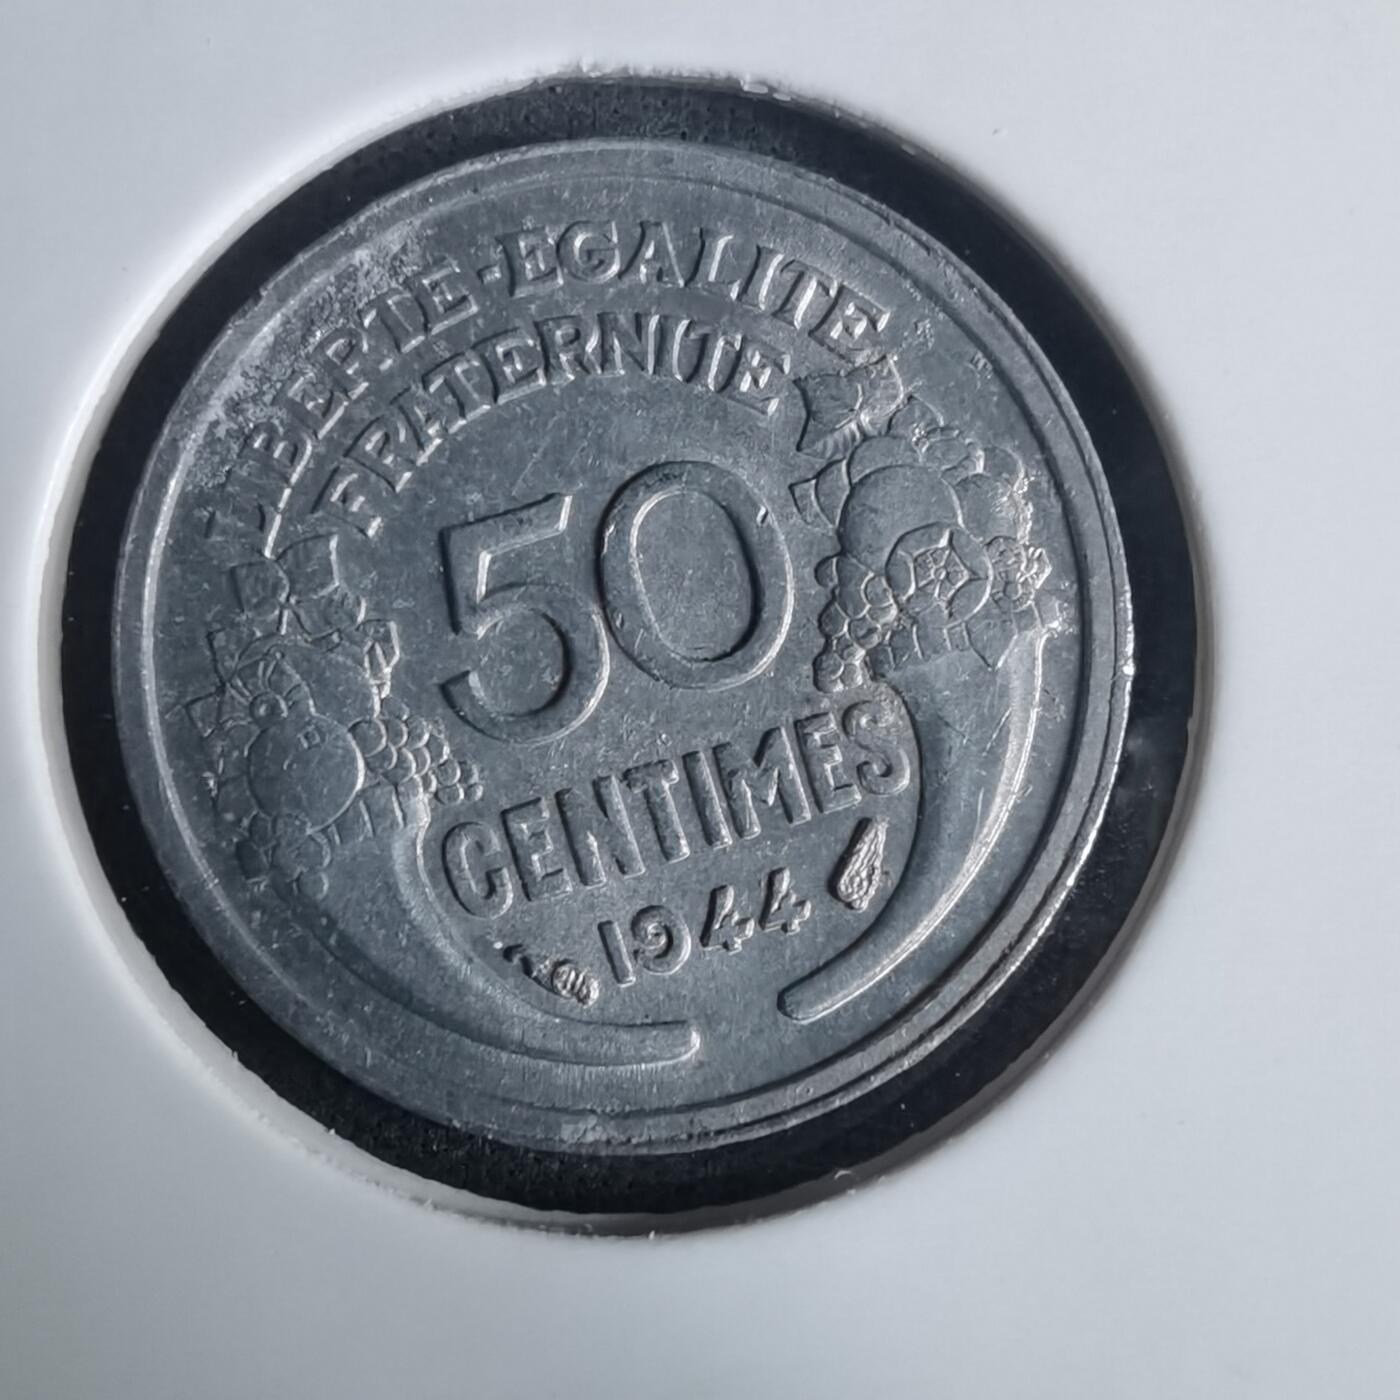 LIBERTE·EGALITE
FRATERNITE
50
CENTIMES
1944